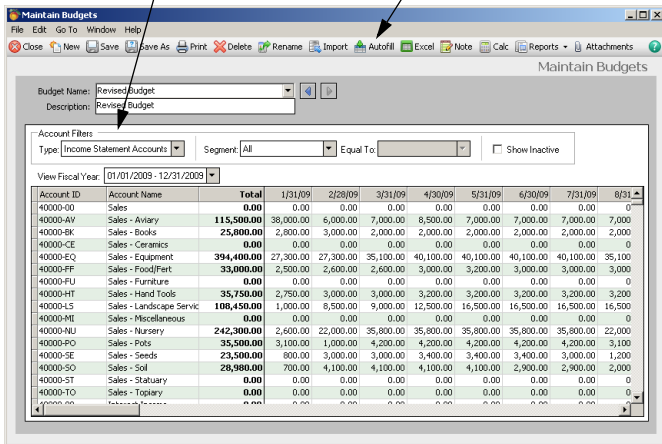 Maintain Budgets
File Edit Go To Window Help
Close New Save Save As Print Delete Rename Import Autofill Excel Note Calc Reports Attachments
Maintain Budgets
Budget Name: Revised Budget
Description: Revised Budget
Account Filters
Type: Income Statement Accounts Segment: All Equal To: Show Inactive
View Fiscal Year: 01/01/2009 - 12/31/2009
Account ID Account Name Total 1/31/09 2/28/09 3/31/09 4/30/09 5/31/09 6/30/09 7/31/09 8/31
40000-00 Sales 0.00 0.00 0.00 0.00 0.00 0.00 0.00 0.00 0
40000-AV Sales - Aviary 115,500.00 38,000.00 6,000.00 7,000.00 8,500.00 7,000.00 7,000.00 7,000.00 7,000
40000-BK Sales - Books 25,800.00 2,800.00 3,000.00 2,000.00 2,000.00 2,000.00 2,000.00 2,000.00 2,000
40000-CE Sales - Ceramics 0.00 0.00 0.00 0.00 0.00 0.00 0.00 0.00 0
40000-EQ Sales - Equipment 394,400.00 27,300.00 27,300.00 35,100.00 40,100.00 40,100.00 40,100.00 40,100.00 35,100
40000-FF Sales - Food/Fert 33,000.00 2,500.00 2,600.00 2,600.00 3,000.00 3,000.00 3,000.00 3,000.00 3,000
40000-FU Sales - Furniture 0.00 0.00 0.00 0.00 0.00 0.00 0.00 0.00 0
40000-HT Sales - Hand Tools 35,750.00 2,750.00 3,000.00 3,000.00 3,200.00 3,200.00 3,200.00 3,200.00 3,200
40000-LS Sales - Landscape Servic 108,450.00 1,000.00 8,500.00 9,000.00 12,500.00 16,500.00 16,500.00 16,500.00 16,500
40000-MI Sales - Miscellaneous 0.00 0.00 0.00 0.00 0.00 0.00 0.00 0.00 0
40000-NU Sales - Nursery 242,300.00 2,600.00 22,000.00 35,800.00 35,800.00 35,800.00 35,800.00 35,800.00 22,000
40000-PO Sales - Pots 35,500.00 3,100.00 1,000.00 4,200.00 4,200.00 4,200.00 4,200.00 4,200.00 3,100
40000-SE Sales - Seeds 23,500.00 800.00 3,000.00 3,000.00 3,400.00 3,400.00 3,400.00 3,000.00 1,200
40000-SO Sales - Soil 28,980.00 700.00 4,100.00 4,100.00 4,100.00 4,100.00 2,900.00 2,900.00 2,000
40000-ST Sales - Statuary 0.00 0.00 0.00 0.00 0.00 0.00 0.00 0.00 0
40000-TO Sales - Topiary 0.00 0.00 0.00 0.00 0.00 0.00 0.00 0.00 0